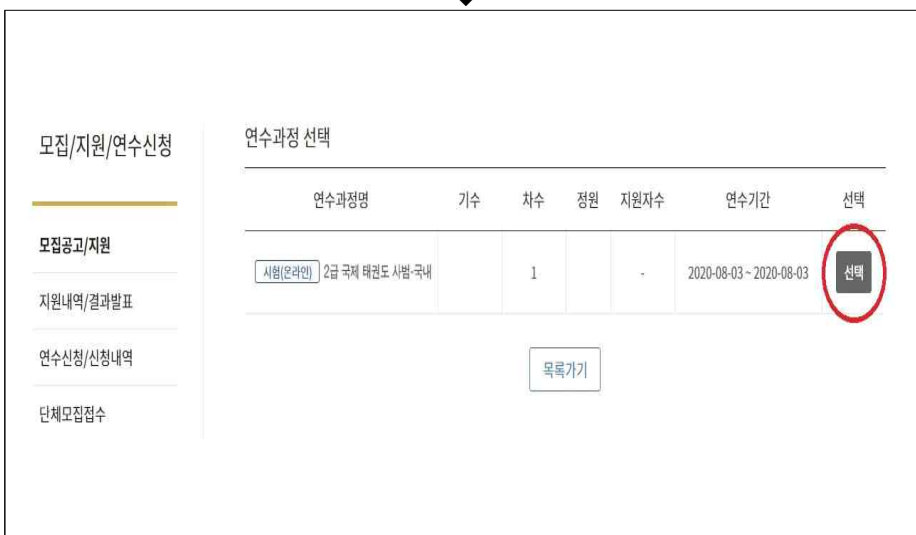 모집/지원/연수신청
모집공고/지원
지원내역/결과발표
연수신청/신청내역
단체모집접수
연수과정 선택
연수과정명 기수 차수 정원 지원자수 연수기간 선택
시험(온라인) 2급 국제 태권도 사범-국내 1 - 2020-08-03 ~ 2020-08-03 선택
목록가기